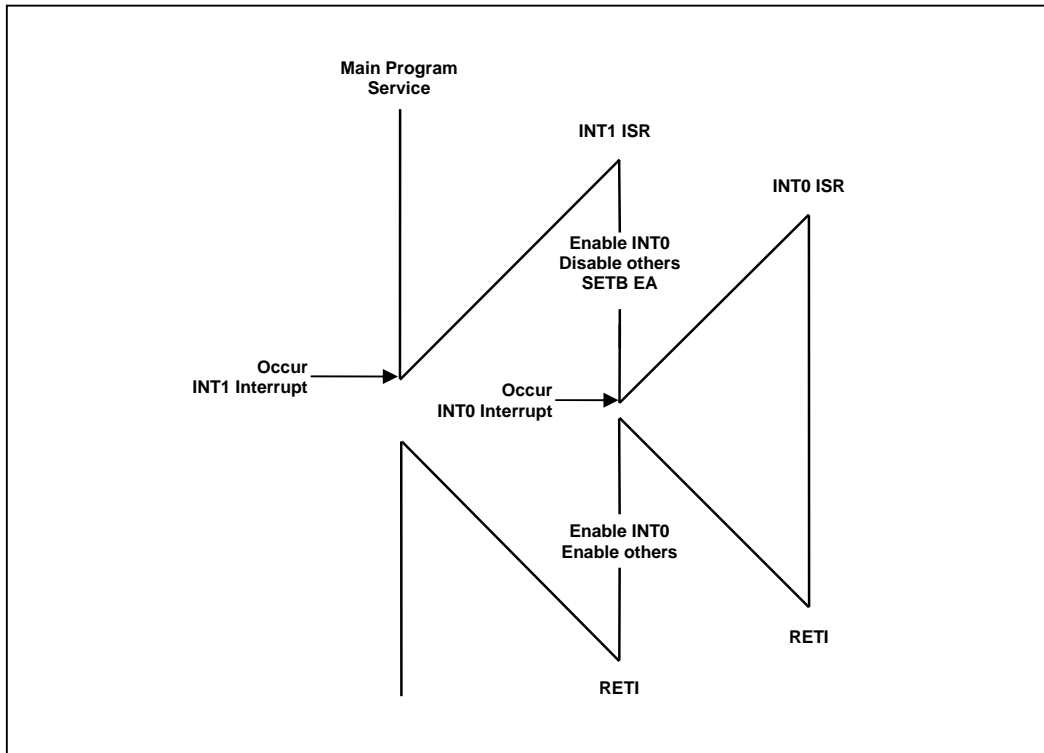 Main Program
Service
INT1 ISR
INT0 ISR
Enable INT0
Disable others
SETB EA
Occur
INT1 Interrupt
Occur
INT0 Interrupt
Enable INT0
Enable others
RETI
RETI